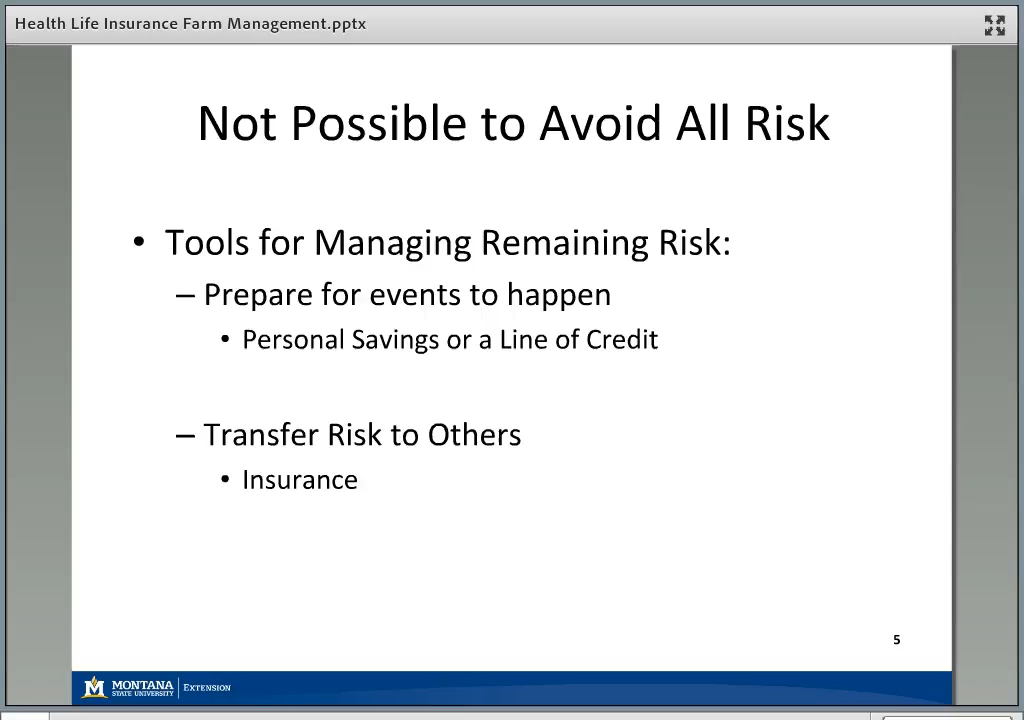 Health Life Insurance Farm Management.pptx
Not Possible to Avoid All Risk
• Tools for Managing Remaining Risk:
– Prepare for events to happen
• Personal Savings or a Line of Credit
– Transfer Risk to Others
• Insurance
5
M MONTANA
STATE UNIVERSITY
EXTENSION